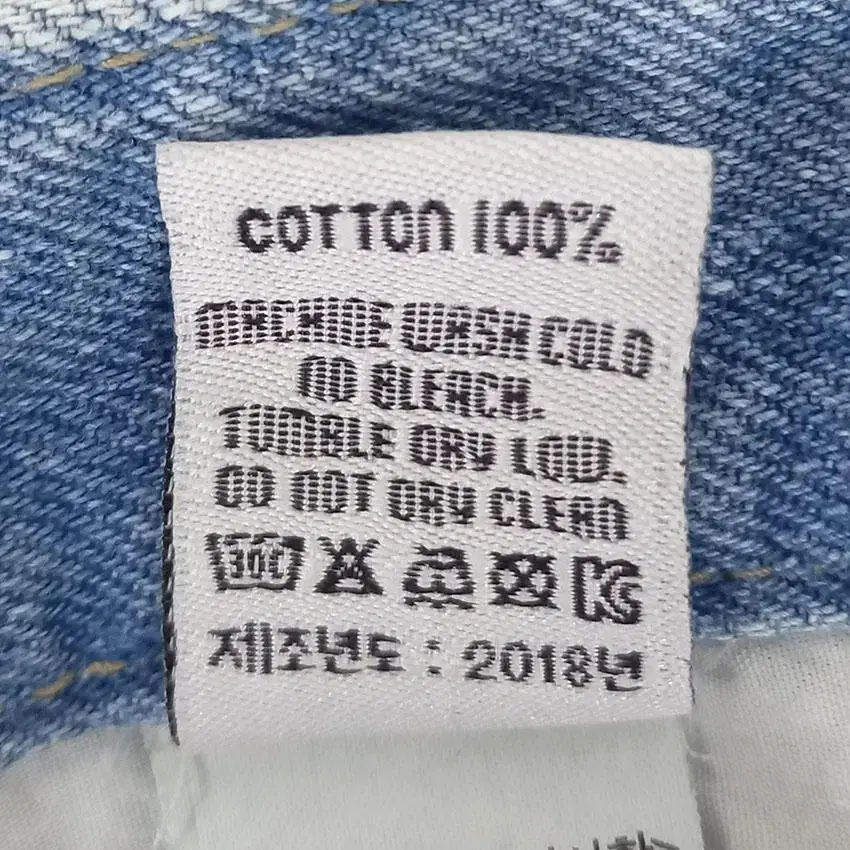 COTTON 100%
MACHINE WASH COLD
NO BLEACH.
TUMBLE DRY LOW.
DO NOT DRY CLEAN
30℃ KS
제조년도 : 2018년